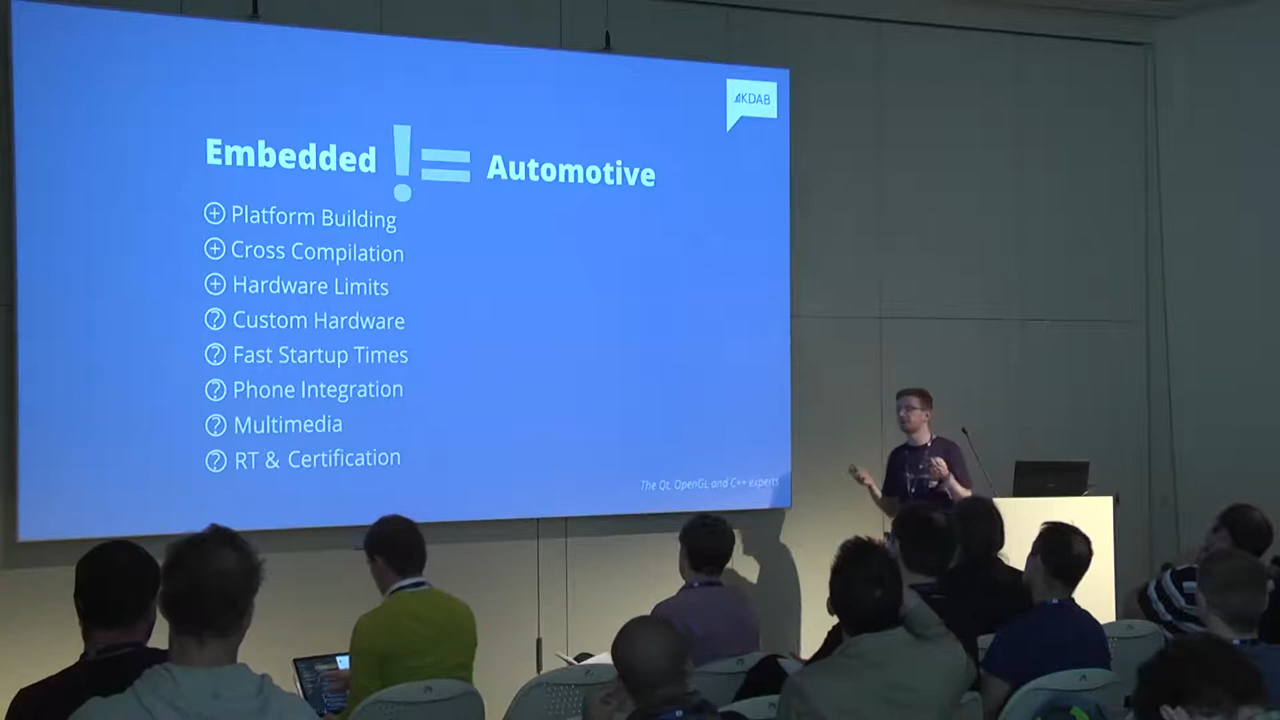 KDAB
Embedded != Automotive
Platform Building
Cross Compilation
Hardware Limits
Custom Hardware
Fast Startup Times
Phone Integration
Multimedia
RT & Certification
The Qt, OpenGL and C++ experts